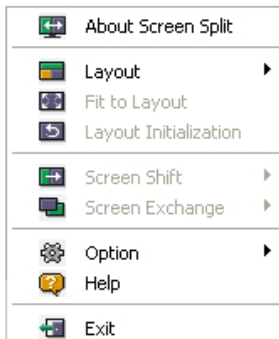 About Screen Split
Layout
Fit to Layout
Layout Initialization
Screen Shift
Screen Exchange
Option
Help
Exit